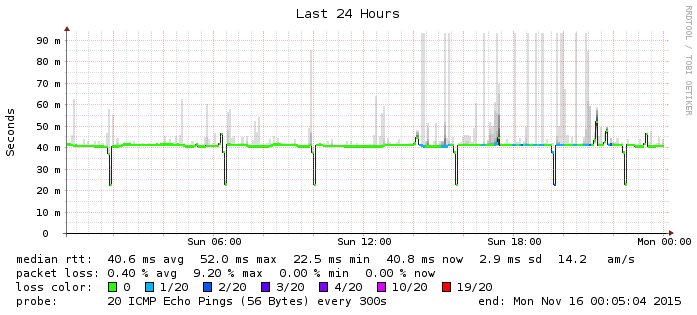 Last 24 Hours
RRDTOOL / TOBI OETIKER
Seconds
90 m
80 m
70 m
60 m
50 m
40 m
30 m
20 m
10 m
0
Sun 06:00 Sun 12:00 Sun 18:00 Mon 00:00
median rtt: 40.6 ms avg 52.0 ms max 22.5 ms min 40.8 ms now 2.9 ms sd 14.2 am/s
packet loss: 0.40 % avg 9.20 % max 0.00 % min 0.00 % now
loss color: 0 1/20 2/20 3/20 4/20 10/20 19/20
probe: 20 ICMP Echo Pings (56 Bytes) every 300s end: Mon Nov 16 00:05:04 2015